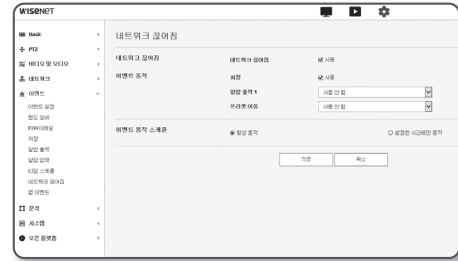 WISENET
Basic
PTZ
비디오 및 오디오
네트워크
이벤트
이벤트 설정
핸드 오버
FTP/이메일
저장
알람 출력
알람 입력
타임 스케줄
네트워크 끊어짐
앱 이벤트
분석
시스템
오픈 플랫폼
네트워크 끊어짐
네트워크 끊어짐 네트워크 끊어짐 사용
이벤트 동작 저장 사용
알람 출력 1 사용 안 함
프리셋 이동 사용 안 함
이벤트 동작 스케줄 항상 동작 설정한 시간에만 동작
적용 취소